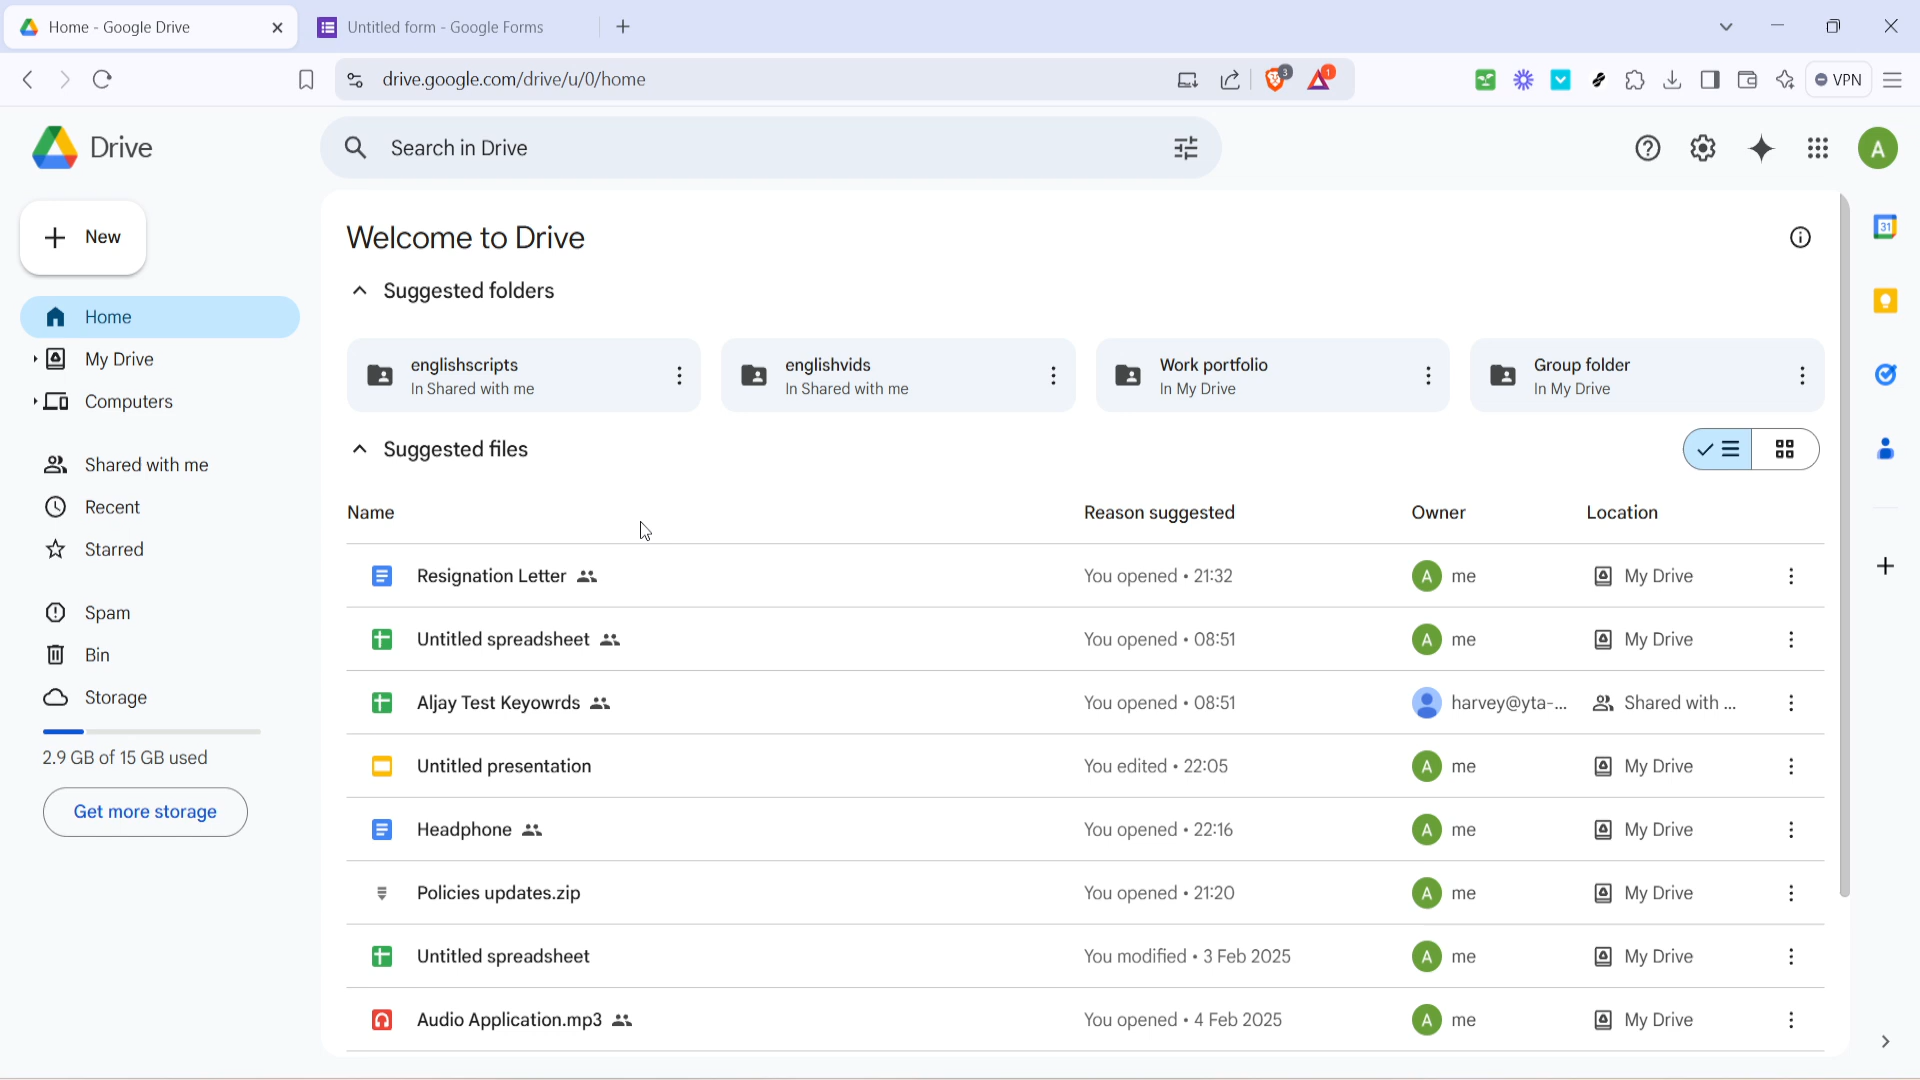 Home - Google Drive
Untitled form - Google Forms
drive.google.com/drive/u/0/home
3
1
VPN
Drive
Search in Drive
A
New
Welcome to Drive
31
Suggested folders
Home
My Drive
englishscripts
In Shared with me
englishvids
In Shared with me
Work portfolio
In My Drive
Group folder
In My Drive
Computers
Suggested files
Shared with me
Recent
Name Reason suggested Owner Location
Starred
Resignation Letter You opened • 21:32 A me My Drive
Spam
Untitled spreadsheet You opened • 08:51 A me My Drive
Bin
Storage
Aljay Test Keyowrds You opened • 08:51 harvey@yta-... Shared with ...
2.9 GB of 15 GB used
Untitled presentation You edited • 22:05 A me My Drive
Get more storage
Headphone You opened • 22:16 A me My Drive
Policies updates.zip You opened • 21:20 A me My Drive
Untitled spreadsheet You modified • 3 Feb 2025 A me My Drive
Audio Application.mp3 You opened • 4 Feb 2025 A me My Drive